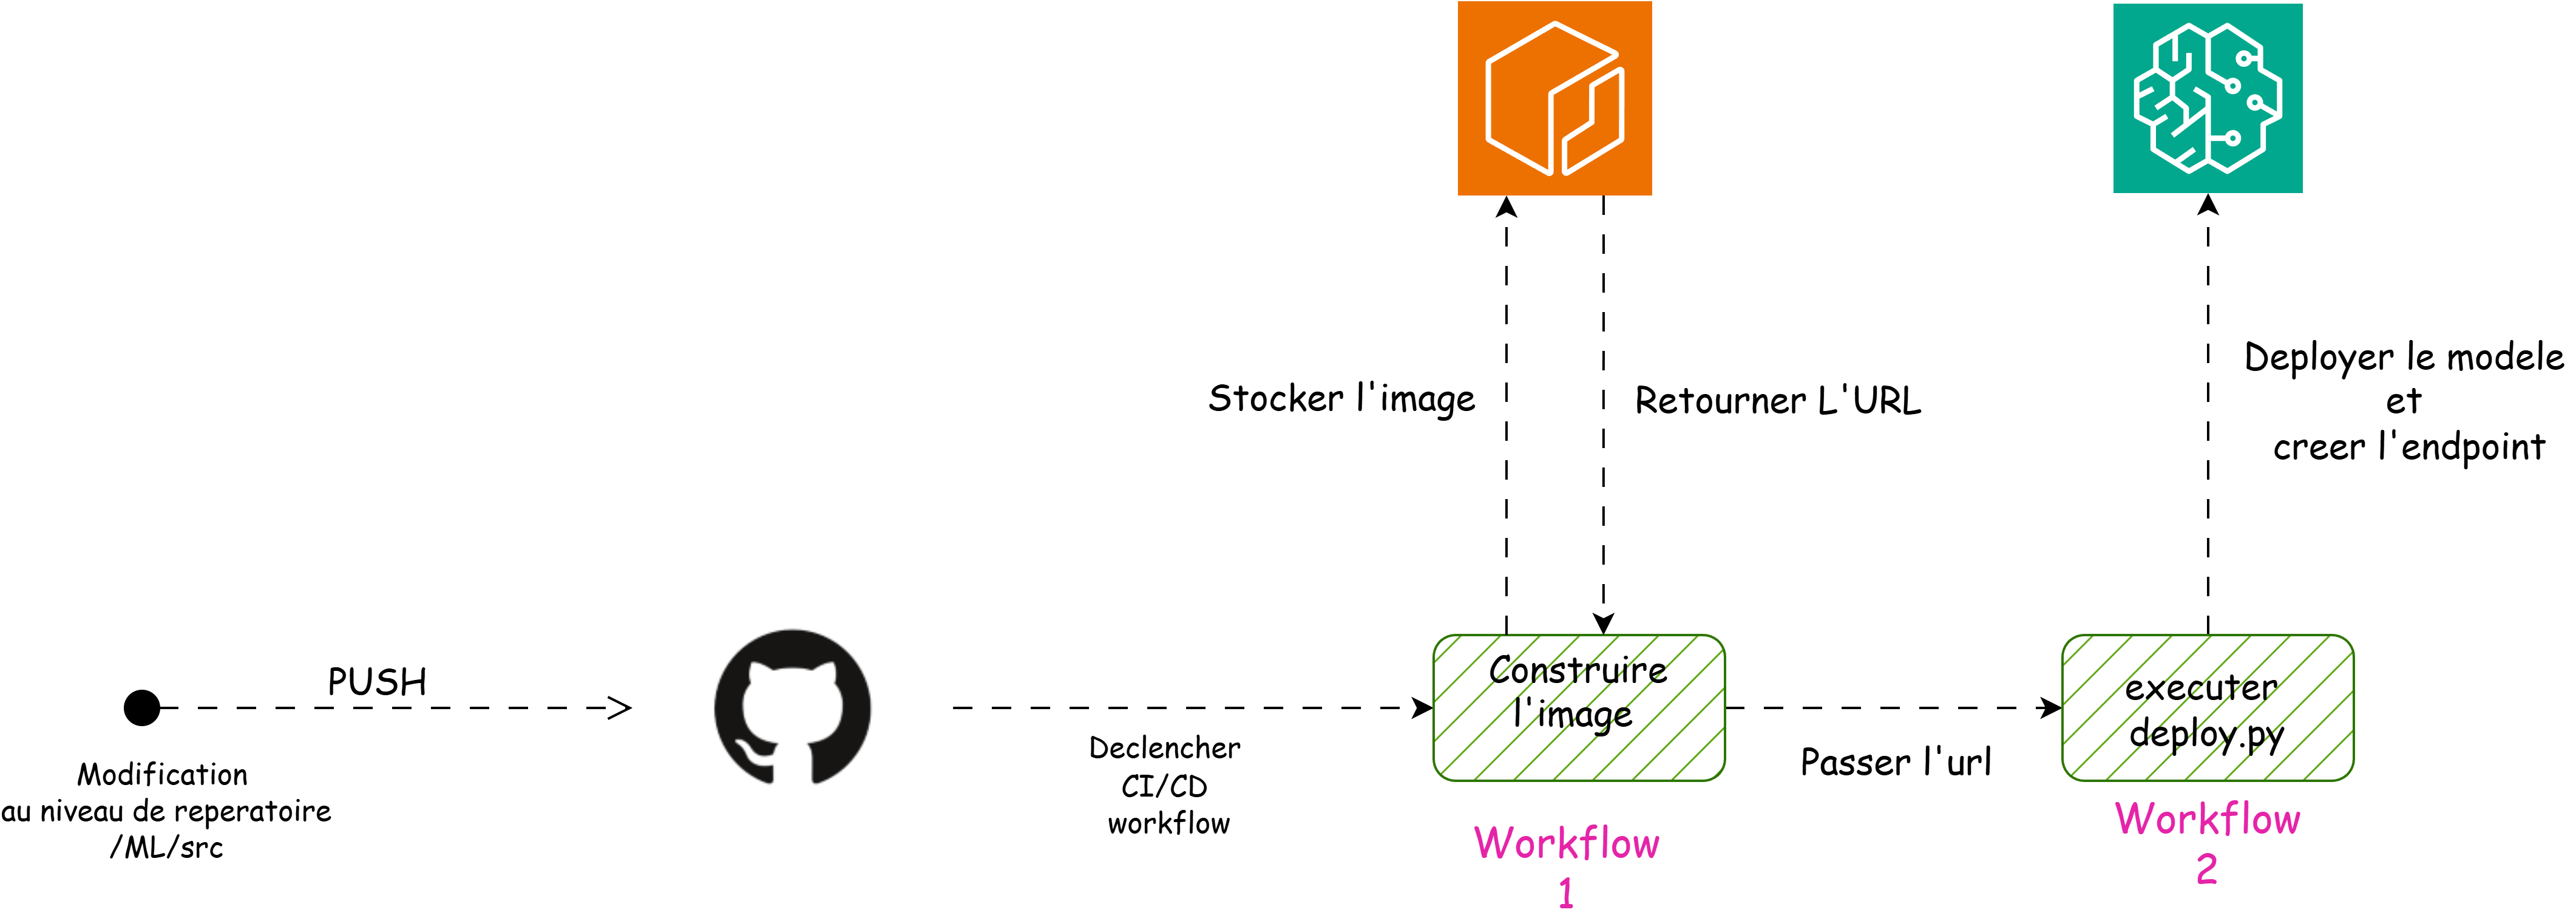 PUSH
Modification
au niveau de reperatoire
/ML/src
Declencher
CI/CD
workflow
Stocker l'image
Retourner L'URL
Construire
l'image
Workflow
1
Passer l'url
executer
deploy.py
Workflow
2
Deployer le modele
et
creer l'endpoint